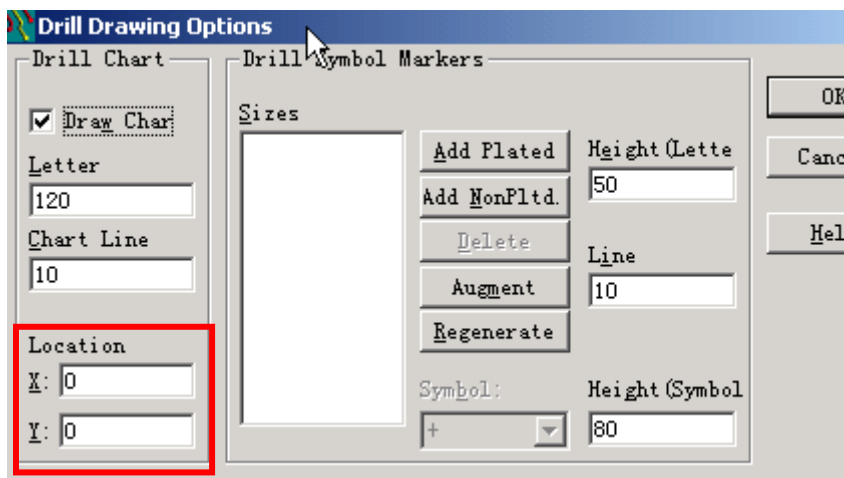 Drill Drawing Options
Drill Chart
Draw Char
Letter
120
Chart Line
10
Location
X: 0
Y: 0
Drill Symbol Markers
Sizes
Add Plated
Add NonPltd.
Delete
Augment
Regenerate
Symbol:
+
Height(Lette
50
Line
10
Height(Symbol
80
OK
Canc
Hel